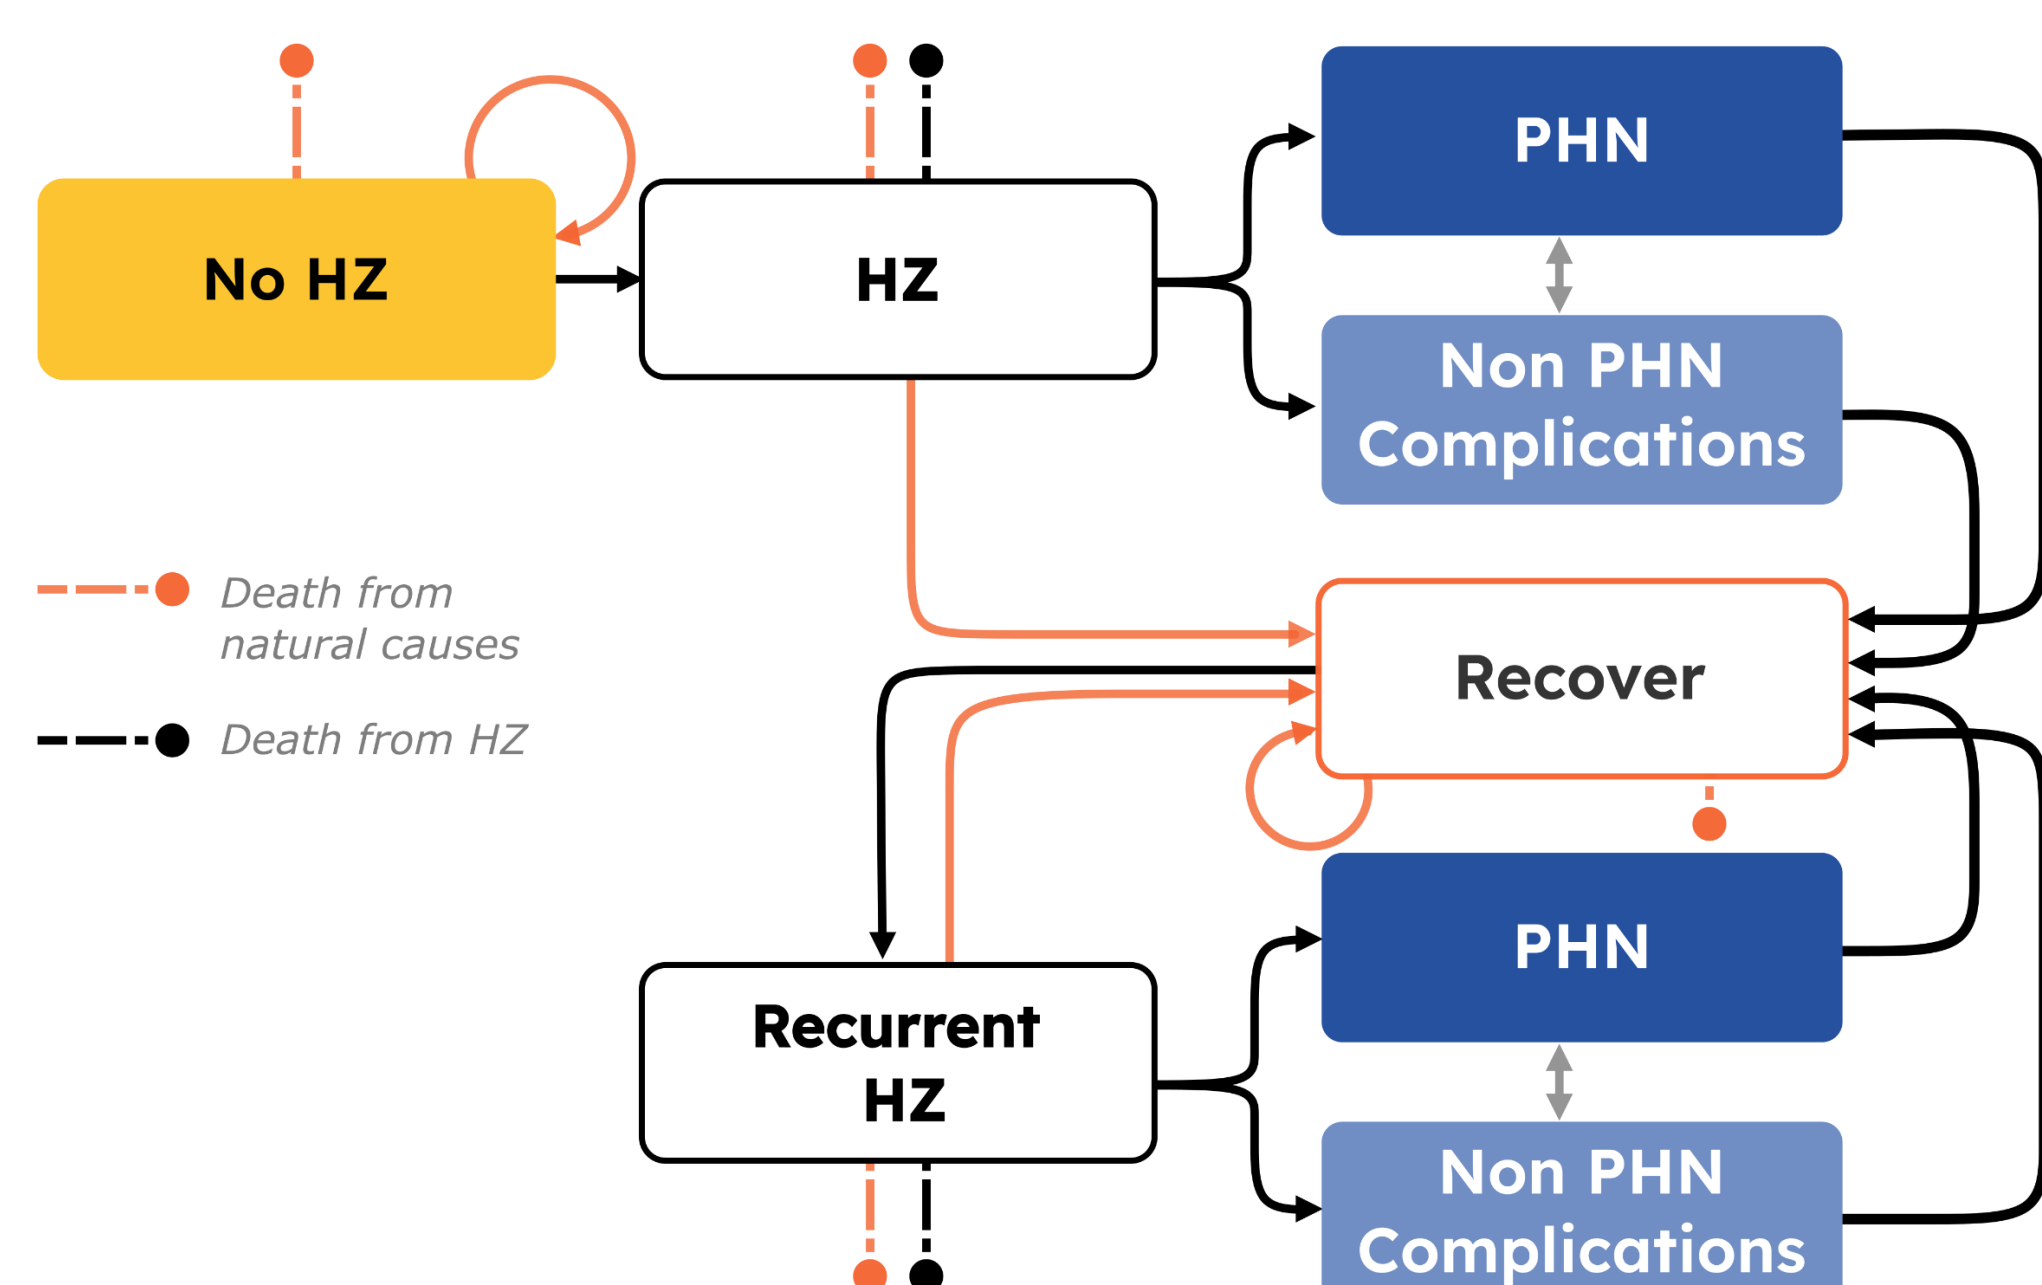 PHN
No HZ
HZ
Non PHN
Complications
Death from
natural causes
Recover
Death from HZ
PHN
Recurrent
HZ
Non PHN
Complications